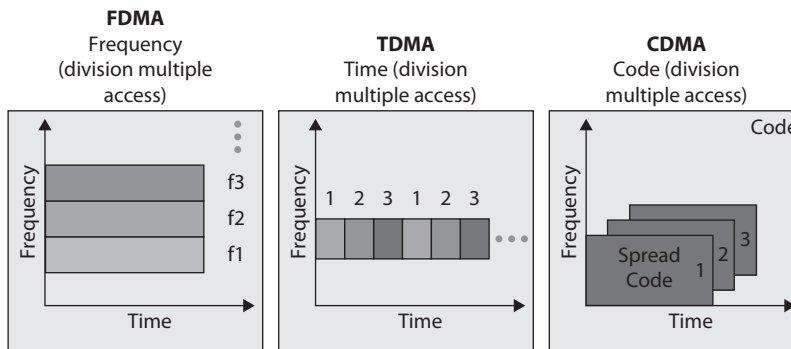 FDMA
Frequency
(division multiple
access)
Frequency
f3
f2
f1
Time
TDMA
Time (division
multiple access)
Frequency
1 2 3 1 2 3
Time
CDMA
Code (division
multiple access)
Code
Frequency
3
2
Spread
Code 1
Time